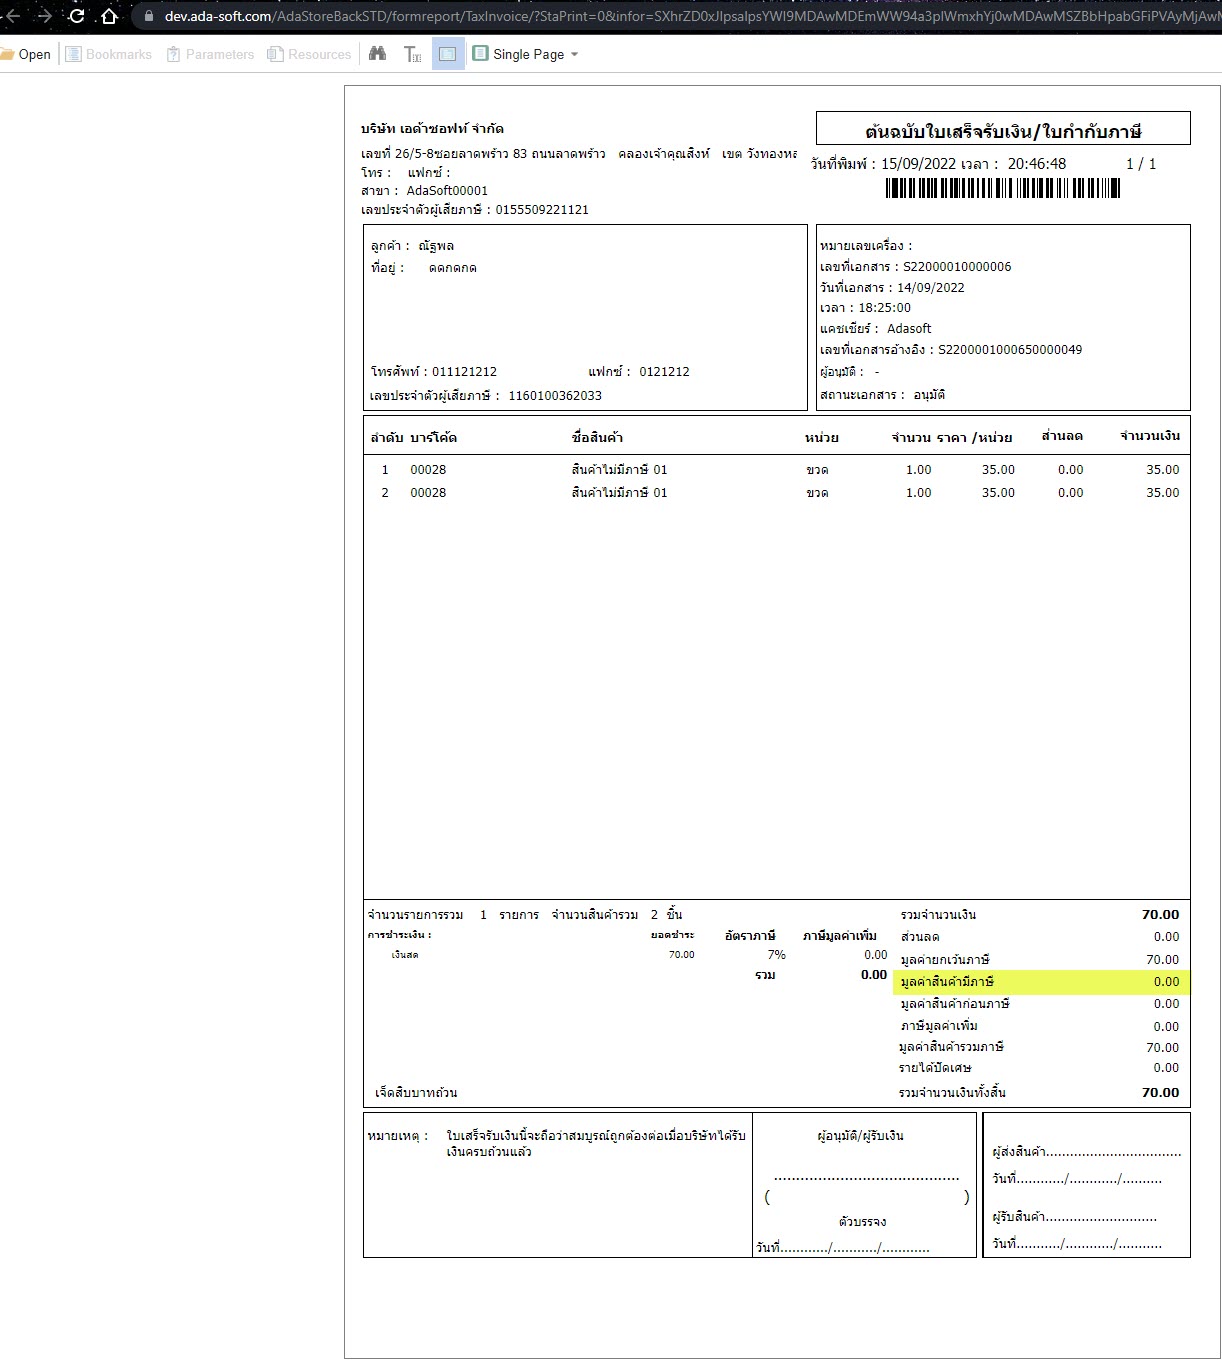 dev.ada-soft.com/AdaStoreBackSTD/formreport/TaxInvoice/?StaPrint=0&infor=
Open Bookmarks Parameters Resources Single Page
บริษัท เอด้าซอฟท์ จำกัด
ต้นฉบับใบเสร็จรับเงิน/ใบกำกับภาษี
เลขที่ 26/5-8ซอยลาดพร้าว 83 ถนนลาดพร้าว คลองเจ้าคุณสิงห์ เขต วังทองหล
วันที่พิมพ์ : 15/09/2022 เวลา : 20:46:48 1 / 1
โทร : แฟกซ์ :
สาขา : AdaSoft00001
เลขประจำตัวผู้เสียภาษี : 0155509221121
ลูกค้า : ณัฐพล
ที่อยู่ : ดดกดกด
โทรศัพท์ : 011121212 แฟกซ์ : 0121212
เลขประจำตัวผู้เสียภาษี : 1160100362033
หมายเลขเครื่อง :
เลขที่เอกสาร : S22000010000006
วันที่เอกสาร : 14/09/2022
เวลา : 18:25:00
แคชเชียร์ : Adasoft
เลขที่เอกสารอ้างอิง : S2200001000650000049
ผู้อนุมัติ : -
สถานะเอกสาร : อนุมัติ
ลำดับ บาร์โค้ด ชื่อสินค้า หน่วย จำนวน ราคา /หน่วย ส่านลด จำนวนเงิน
1 00028 สินค้าไม่มีภาษี 01 ขวด 1.00 35.00 0.00 35.00
2 00028 สินค้าไม่มีภาษี 01 ขวด 1.00 35.00 0.00 35.00
จำนวนรายการรวม 1 รายการ จำนวนสินค้ารวม 2 ชิ้น
การชำระเงิน : ยอดชำระ
เงินสด 70.00
อัตราภาษี ภาษีมูลค่าเพิ่ม
7% 0.00
รวม 0.00
รวมจำนวนเงิน 70.00
ส่วนลด 0.00
มูลค่ายกเว้นภาษี 70.00
มูลค่าสินค้ามีภาษี 0.00
มูลค่าสินค้าก่อนภาษี 0.00
ภาษีมูลค่าเพิ่ม 0.00
มูลค่าสินค้ารวมภาษี 70.00
รายได้ปัดเศษ 0.00
เจ็ดสิบบาทถ้วน
รวมจำนวนเงินทั้งสิ้น 70.00
หมายเหตุ : ใบเสร็จรับเงินนี้จะถือว่าสมบูรณ์ถูกต้องต่อเมื่อบริษัทได้รับ
เงินครบถ้วนแล้ว
ผู้อนุมัติ/ผู้รับเงิน
..........................................
( )
ตัวบรรจง
วันที่............/.........../............
ผู้ส่งสินค้า..................................
วันที่............/............/..........
ผู้รับสินค้า............................
วันที่.........../............/...........